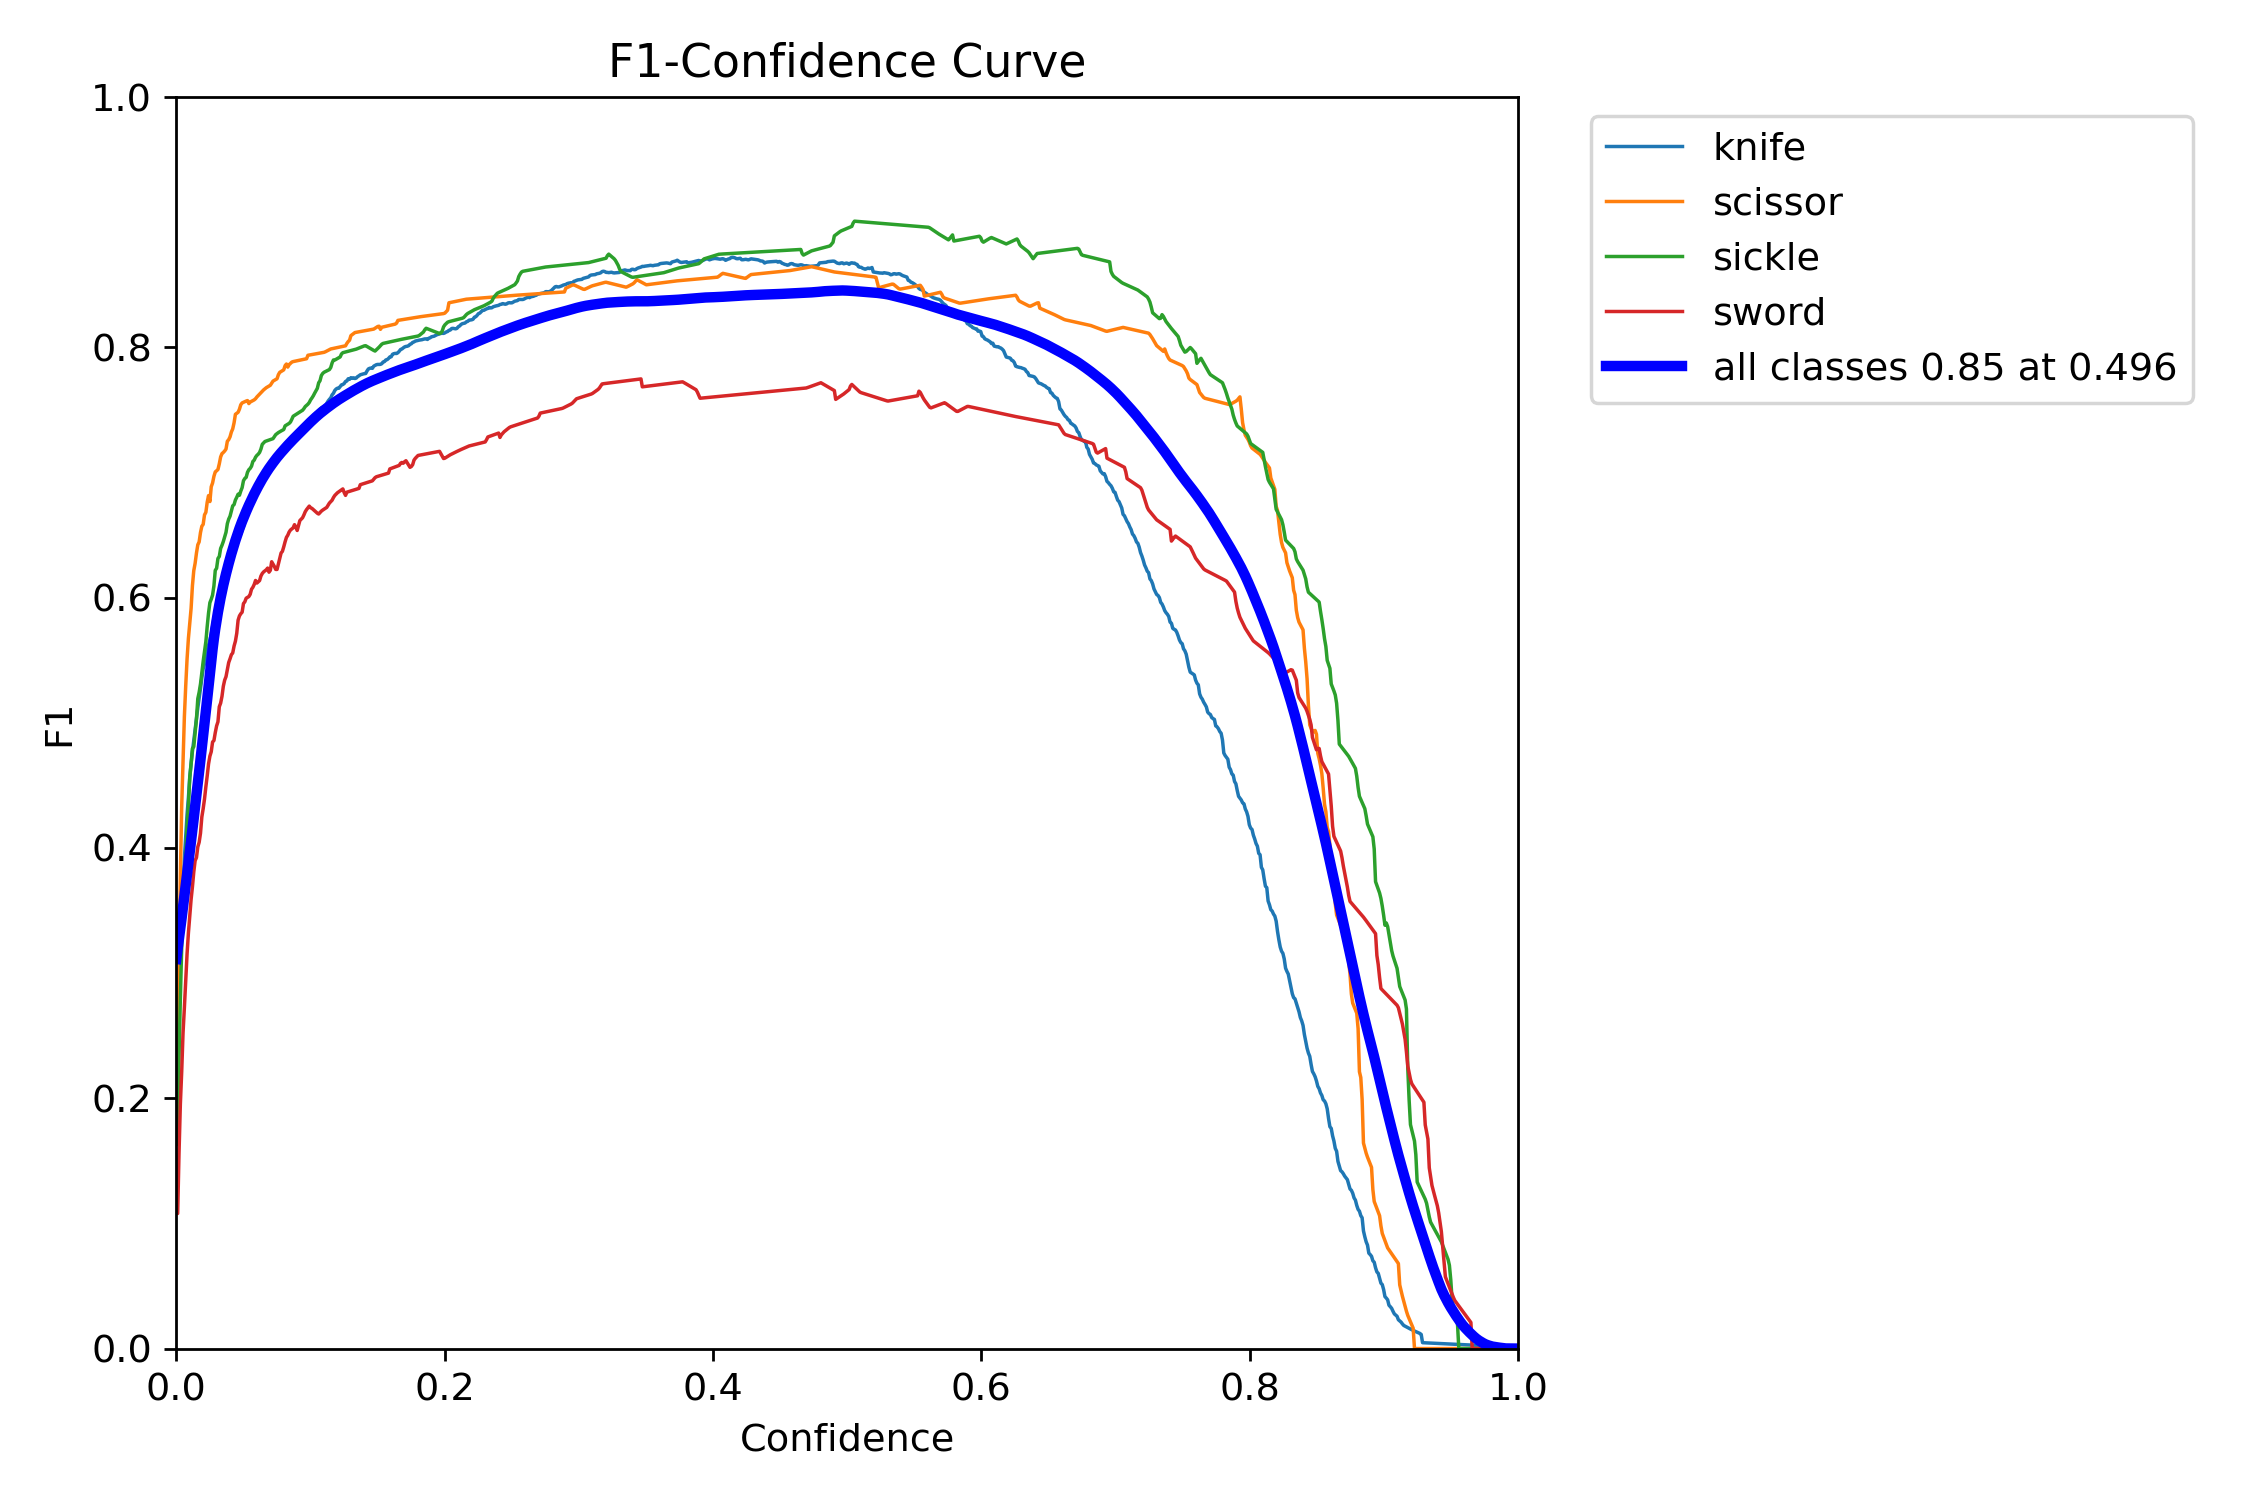 F1-Confidence Curve
1.0
0.8
0.6
0.4
0.2
0.0
F1
0.0 0.2 0.4 0.6 0.8 1.0
Confidence
knife
scissor
sickle
sword
all classes 0.85 at 0.496